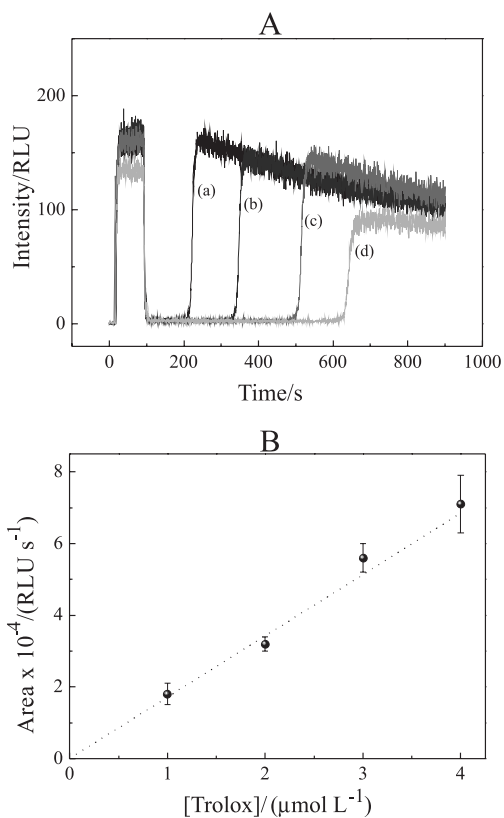 A
Intensity/RLU
200
100
0
(a)
(b)
(c)
(d)
0 200 400 600 800 1000
Time/s
B
Area x 10⁻⁴/(RLU s⁻¹)
8
6
4
2
0
0 1 2 3 4
[Trolox]/(μmol L⁻¹)